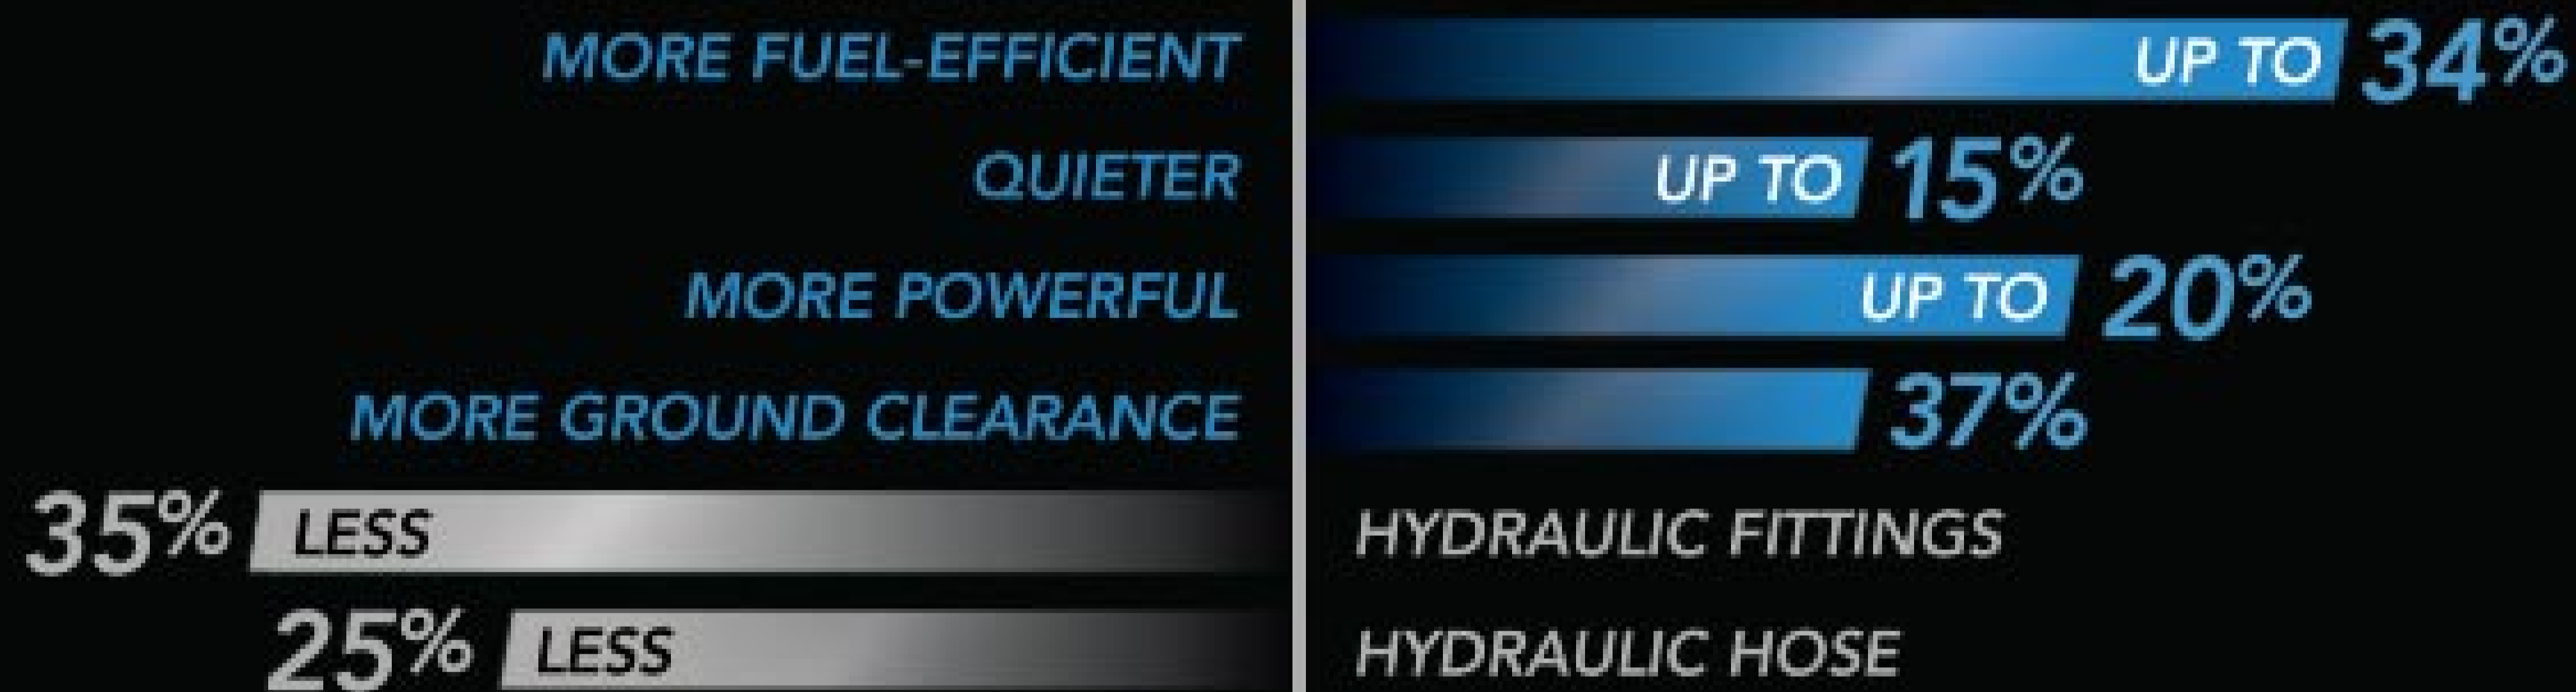 MORE FUEL-EFFICIENT UP TO 34%
QUIETER UP TO 15%
MORE POWERFUL UP TO 20%
MORE GROUND CLEARANCE 37%
35% LESS HYDRAULIC FITTINGS
25% LESS HYDRAULIC HOSE